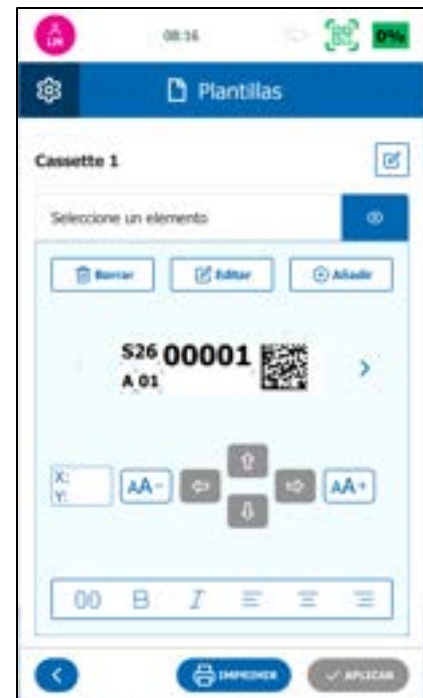 LM 08:16 0%
Plantillas
Cassette 1
Seleccione un elemento
Borrar Editar Añadir
S26 00001
A 01
X:
Y:
AA- AA+
00 B I
IMPRIMIR APLICAR